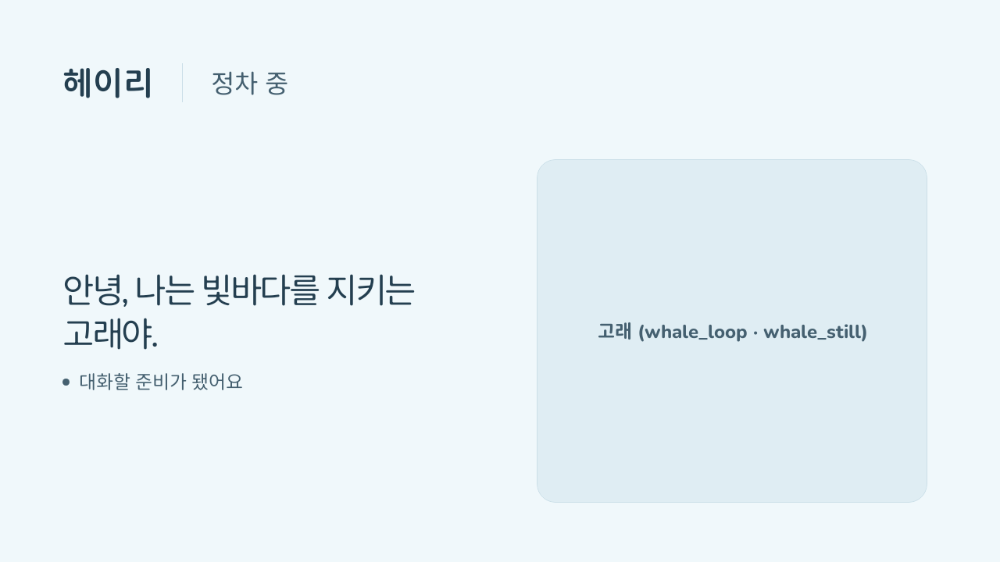 헤이리
정차 중
안녕, 나는 빛바다를 지키는
고래야.
대화할 준비가 됐어요
고래 (whale_loop · whale_still)